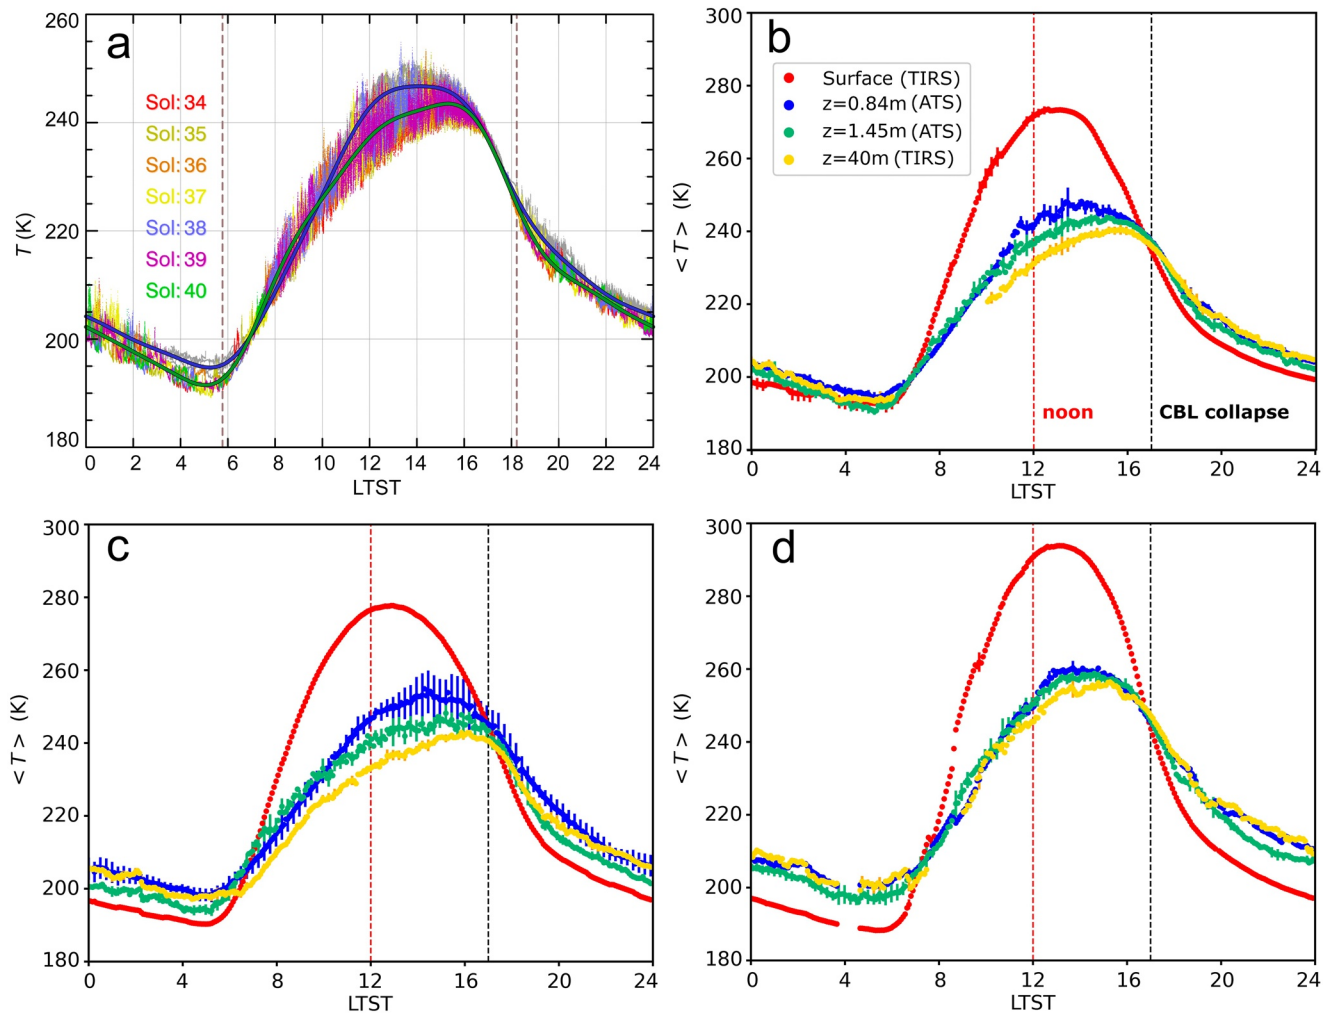 a
260
240
220
200
180
T (K)
Sol: 34
Sol: 35
Sol: 36
Sol: 37
Sol: 38
Sol: 39
Sol: 40
0 2 4 6 8 10 12 14 16 18 20 22 24
LTST
b
300
280
260
240
220
200
180
< T > (K)
Surface (TIRS)
z=0.84m (ATS)
z=1.45m (ATS)
z=40m (TIRS)
noon
CBL collapse
0 4 8 12 16 20 24
LTST
c
300
280
260
240
220
200
180
< T > (K)
0 4 8 12 16 20 24
LTST
d
300
280
260
240
220
200
180
< T > (K)
0 4 8 12 16 20 24
LTST